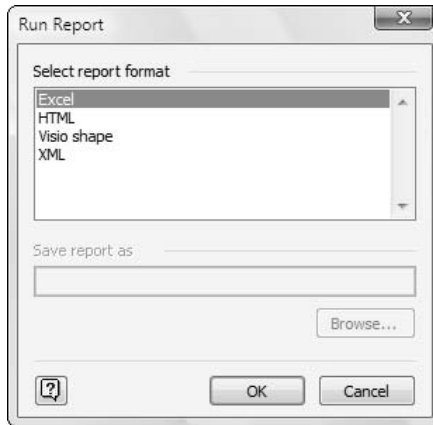 Run Report
Select report format
Excel
HTML
Visio shape
XML
Save report as
Browse...
OK
Cancel